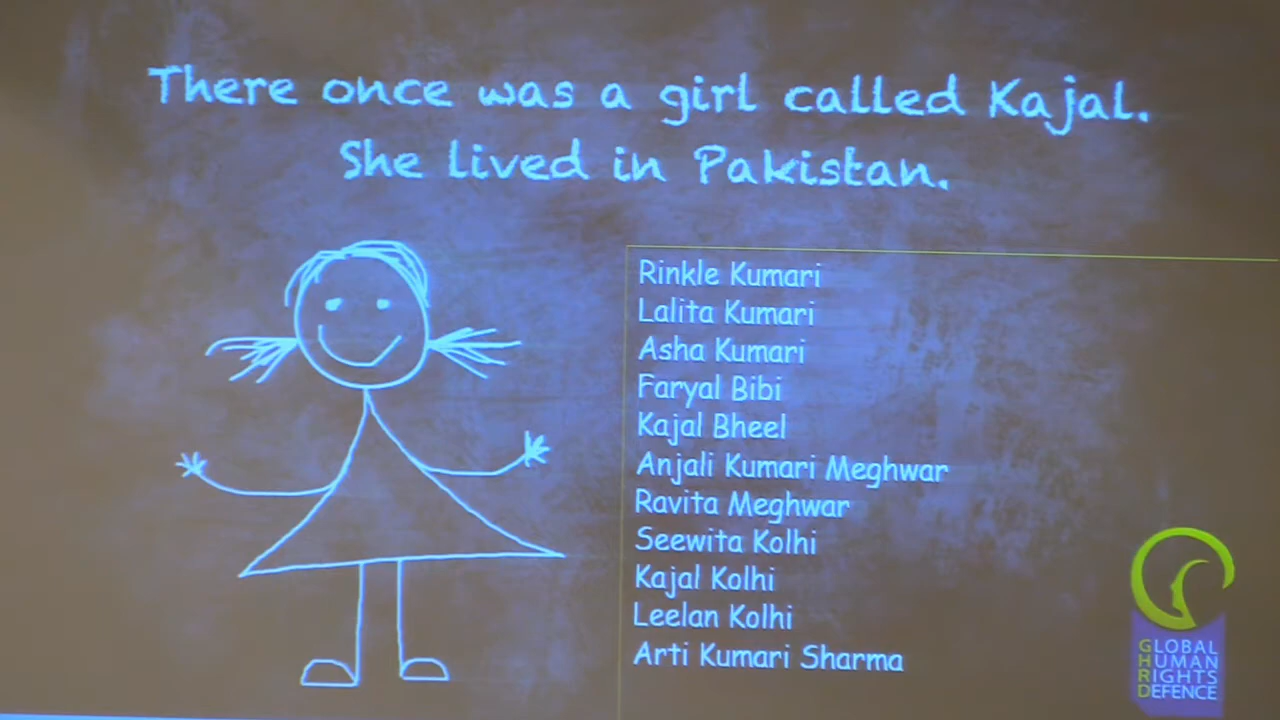 There once was a girl called Kajal.
She lived in Pakistan.
Rinkle Kumari
Lalita Kumari
Asha Kumari
Faryal Bibi
Kajal Bheel
Anjali Kumari Meghwar
Ravita Meghwar
Seewita Kolhi
Kajal Kolhi
Leelan Kolhi
Arti Kumari Sharma
GLOBAL
HUMAN
RIGHTS
DEFENCE